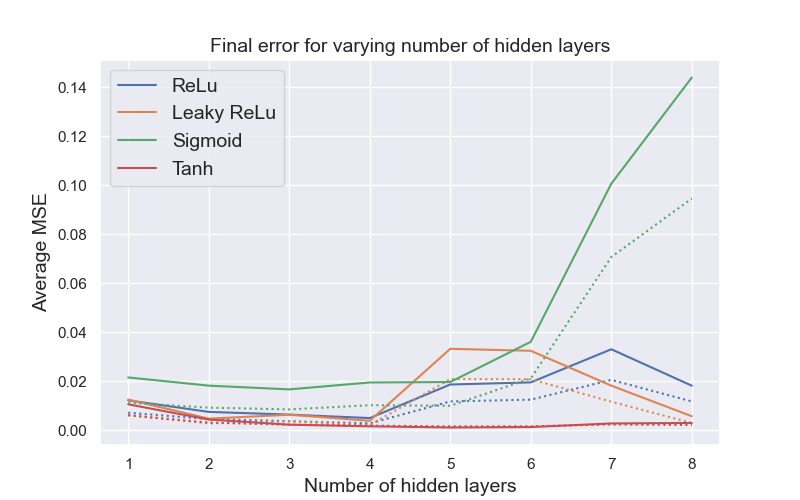 Final error for varying number of hidden layers
ReLu
Leaky ReLu
Sigmoid
Tanh
0.14
0.12
0.10
0.08
0.06
0.04
0.02
0.00
Average MSE
1 2 3 4 5 6 7 8
Number of hidden layers